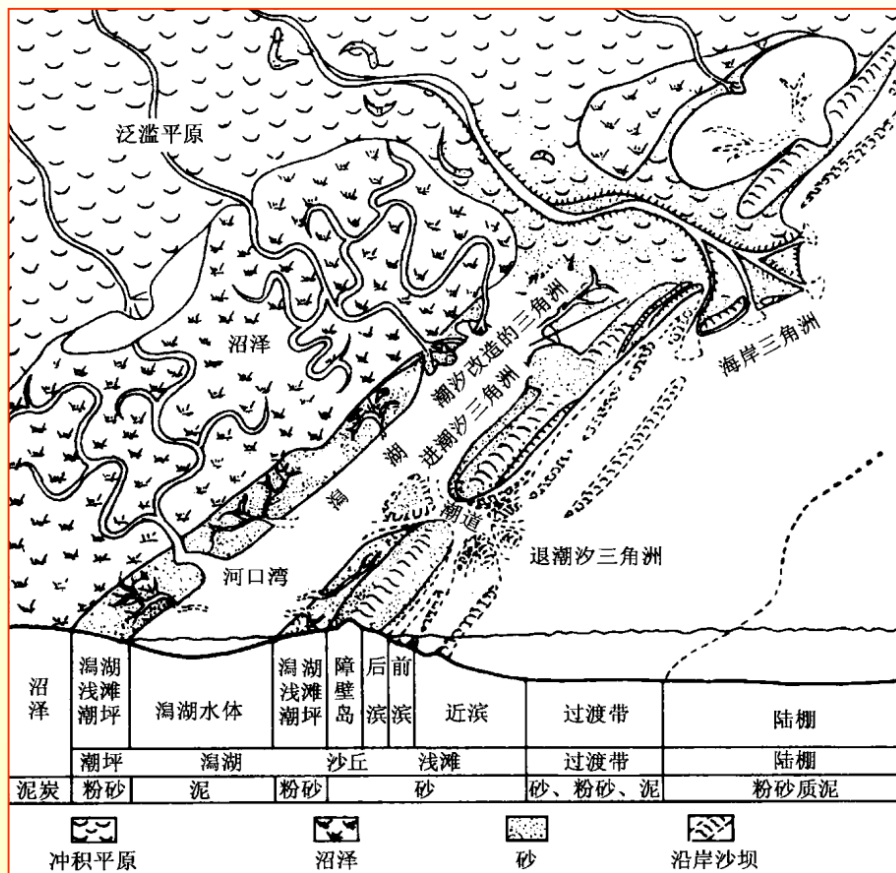 泛滥平原
沼泽
潮汐改造的三角洲
进潮汐三角洲
潟湖
海岸三角洲
潮道
退潮汐三角洲
河口湾
沼泽
潟湖浅滩潮坪
潟湖水体
潟湖浅滩潮坪
障壁岛
后滨
前滨
近滨
过渡带
陆棚
潮坪 潟湖 沙丘 浅滩 过渡带 陆棚
泥炭 粉砂 泥 粉砂 砂 砂、粉砂、泥 粉砂质泥
冲积平原 沼泽 砂 沿岸沙坝